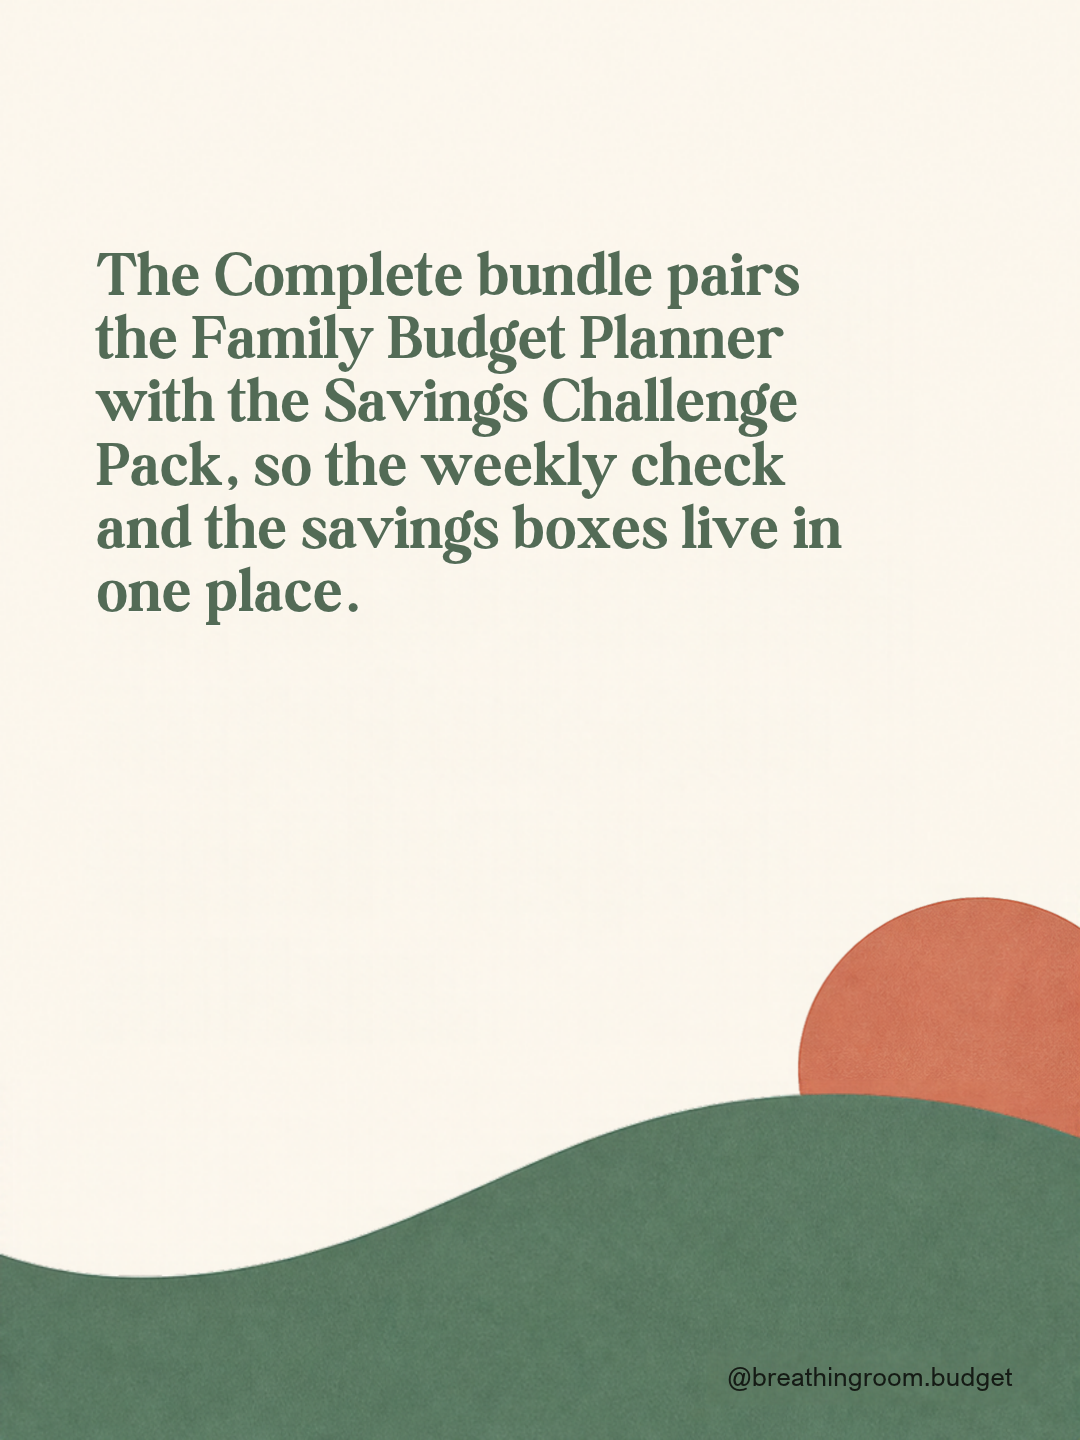 The Complete bundle pairs
the Family Budget Planner
with the Savings Challenge
Pack, so the weekly check
and the savings boxes live in
one place.
@breathingroom.budget